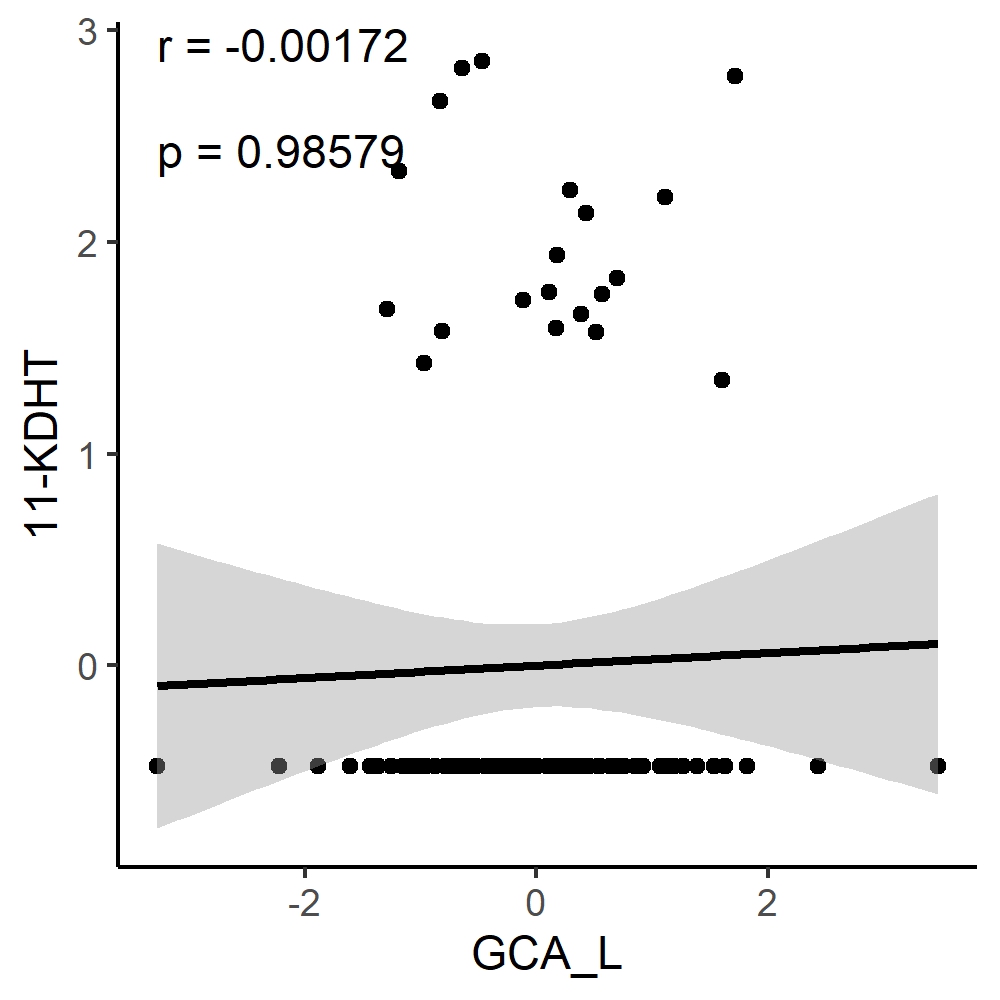 r = -0.00172
p = 0.98579
3
2
1
0
11-KDHT
-2 0 2
GCA_L